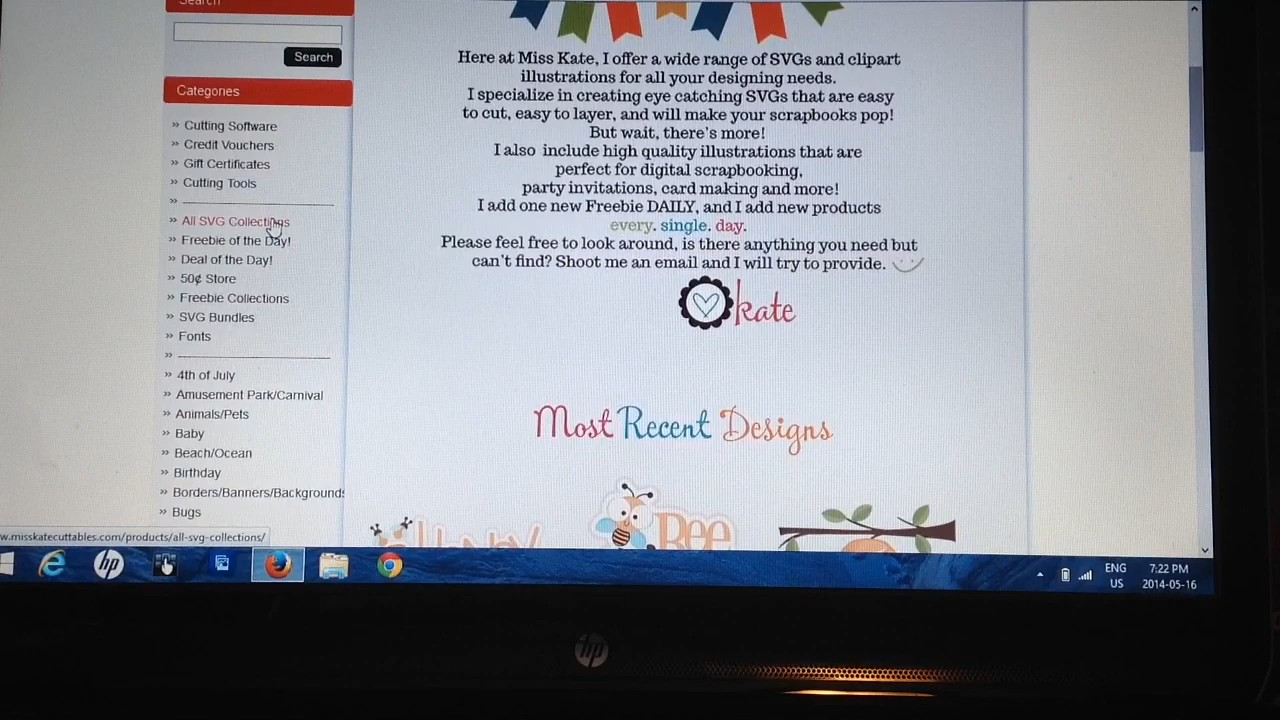 Search
Search
Categories
» Cutting Software
» Credit Vouchers
» Gift Certificates
» Cutting Tools
»
» All SVG Collections
» Freebie of the Day!
» Deal of the Day!
» 50¢ Store
» Freebie Collections
» SVG Bundles
» Fonts
»
» 4th of July
» Amusement Park/Carnival
» Animals/Pets
» Baby
» Beach/Ocean
» Birthday
» Borders/Banners/Backgrounds
» Bugs
w.misskatecuttables.com/products/all-svg-collections/
Here at Miss Kate, I offer a wide range of SVGs and clipart
illustrations for all your designing needs.
I specialize in creating eye catching SVGs that are easy
to cut, easy to layer, and will make your scrapbooks pop!
But wait, there's more!
I also include high quality illustrations that are
perfect for digital scrapbooking,
party invitations, card making and more!
I add one new Freebie DAILY, and I add new products
every. single. day.
Please feel free to look around, is there anything you need but
can't find? Shoot me an email and I will try to provide.
kate
Most Recent Designs
Bee
hp
ENG
US
7:22 PM
2014-05-16
hp